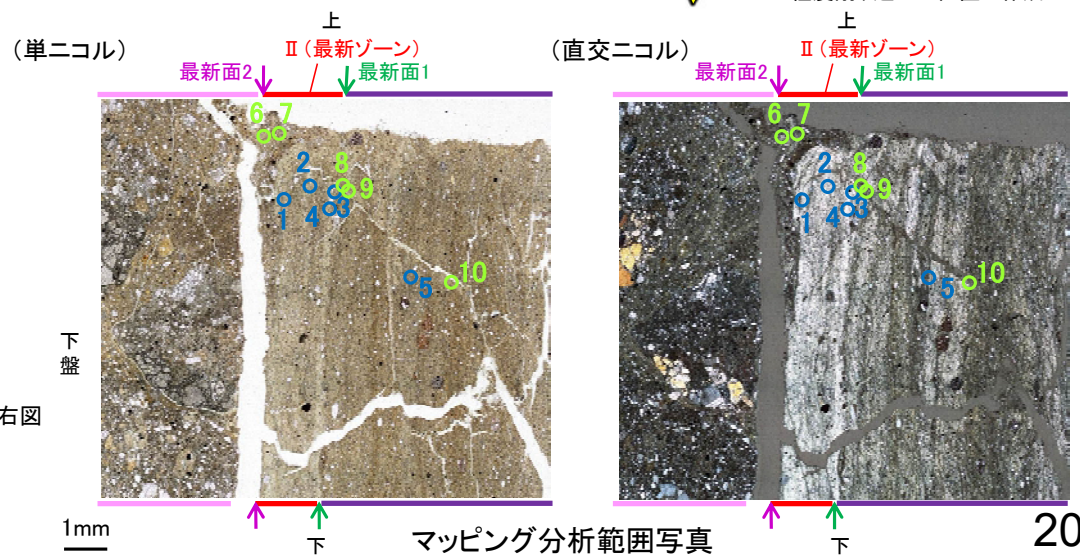 上
上
(単ニコル)
Ⅱ(最新ゾーン)
(直交ニコル)
Ⅱ(最新ゾーン)
最新面2
最新面1
最新面2
最新面1
6 7
6 7
2
8
9
2
8
9
1
4
3
1
4
3
5
10
5
10
下盤
右図
1mm
下
マッピング分析範囲写真
下
20